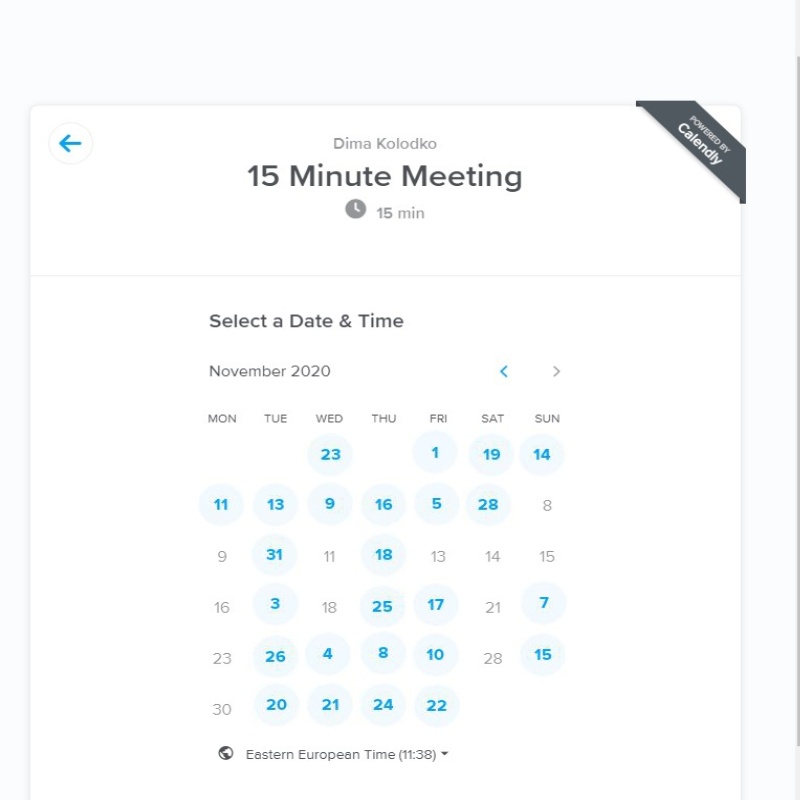 POWERED BY
Calendly
Dima Kolodko
15 Minute Meeting
15 min
Select a Date & Time
November 2020
MON TUE WED THU FRI SAT SUN
23 1 19 14
11 13 9 16 5 28 8
9 31 11 18 13 14 15
16 3 18 25 17 21 7
23 26 4 8 10 28 15
30 20 21 24 22
Eastern European Time (11:38)